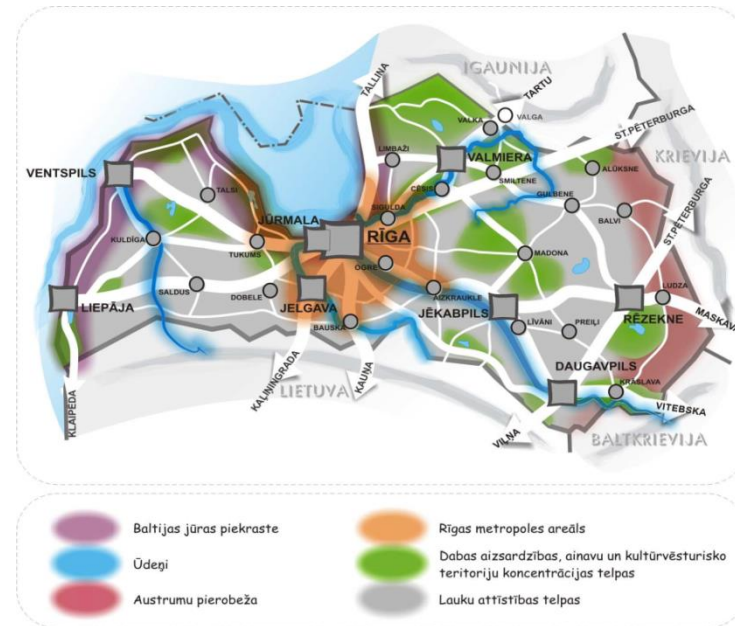 IGAUNIJA
TALLINA
TARTU
VALKA
VALGA
ST.PĒTERBURGA
KRIEVIJA
LIMBAŽI
VALMIERA
ALŪKSNE
VENTSPILS
CĒSIS
SMILTENE
TALSI
SIGULDA
GULBENE
BALVI
ST.PĒTERBURGA
JŪRMALA
RĪGA
KULDĪGA
TUKUMS
OGRE
MADONA
LUDZA
SALDUS
DOBELE
JELGAVA
AIZKRAUKLE
LIEPĀJA
JĒKABPILS
RĒZEKNE
MASKAVA
BAUSKA
LĪVĀNI
PREIĻI
DAUGAVPILS
KRĀSLAVA
LIETUVA
KAĻIŅINGRADA
KAUŅA
KLAIPĒDA
VITEBSKA
VIĻŅA
BALTKRIEVIJA
Baltijas jūras piekraste
Ūdeņi
Austrumu pierobeža
Rīgas metropoles areāls
Dabas aizsardzības, ainavu un kultūrvēsturisko
teritoriju koncentrācijas telpas
Lauku attīstības telpas